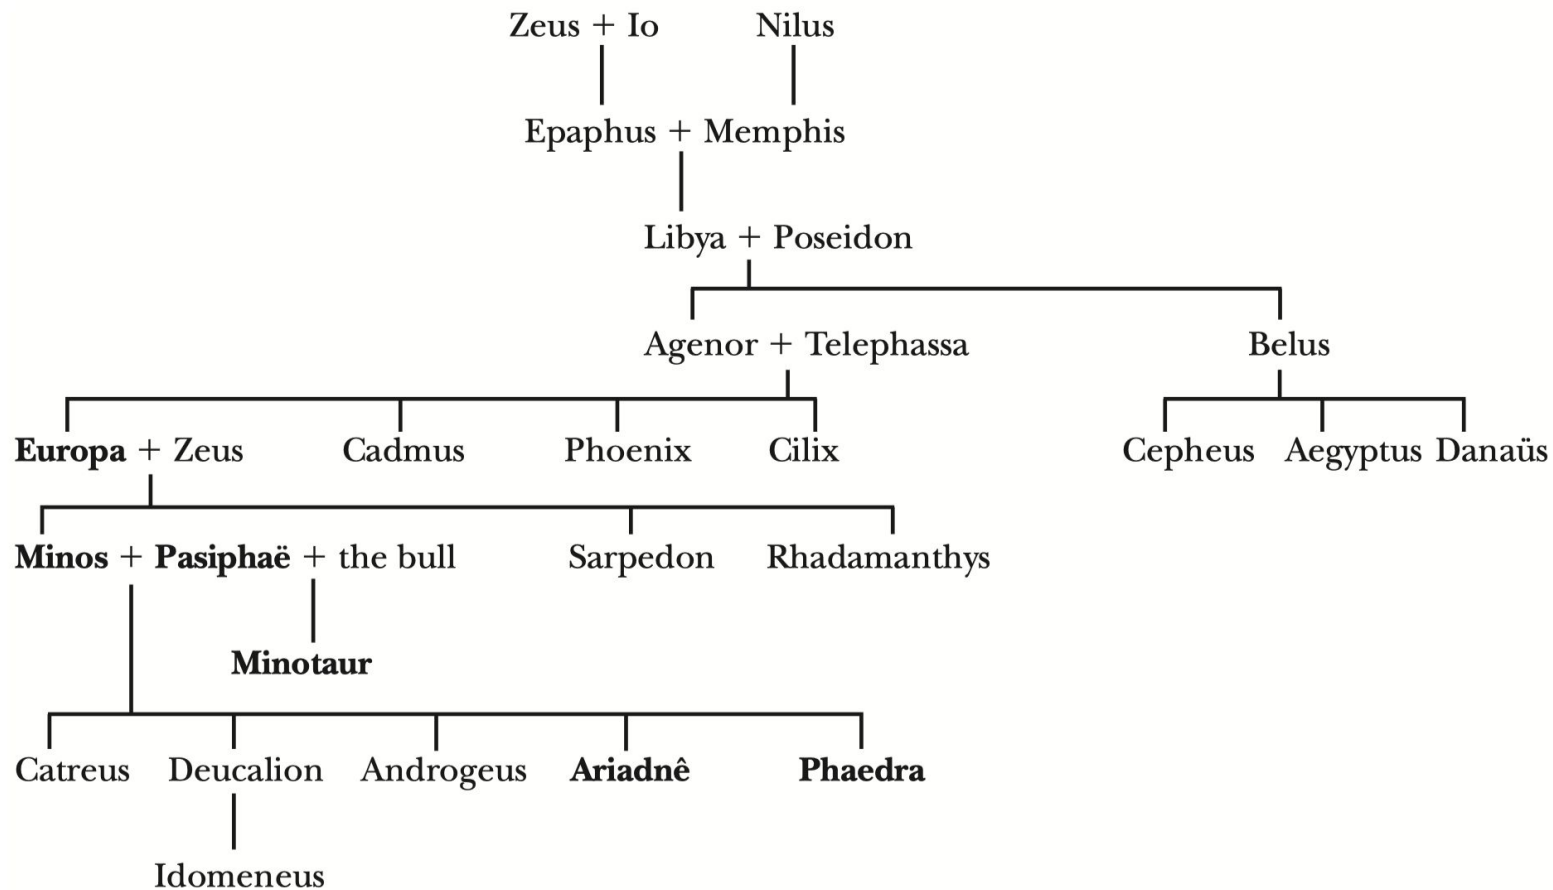 Zeus + Io Nilus
Epaphus + Memphis
Libya + Poseidon
Agenor + Telephassa Belus
Europa + Zeus Cadmus Phoenix Cilix Cepheus Aegyptus Danaüs
Minos + Pasiphaë + the bull Sarpedon Rhadamanthys
Minotaur
Catreus Deucalion Androgeus Ariadnê Phaedra
Idomeneus